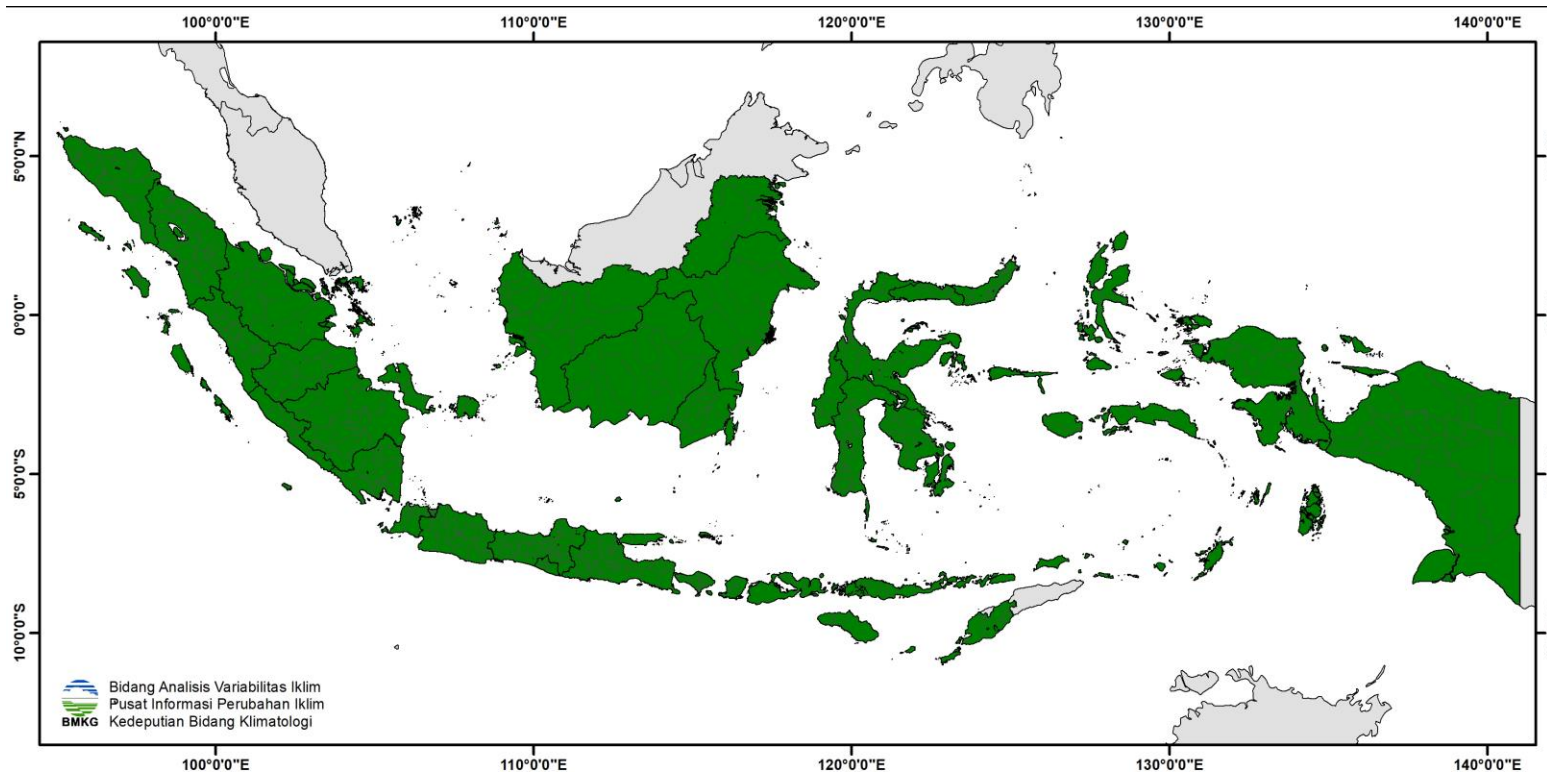 100°0'0"E 110°0'0"E 120°0'0"E 130°0'0"E 140°0'0"E
5°0'0"N
0°0'0"
5°0'0"S
10°0'0"S
Bidang Analisis Variabilitas Iklim
Pusat Informasi Perubahan Iklim
BMKG Kedeputian Bidang Klimatologi
100°0'0"E 110°0'0"E 120°0'0"E 130°0'0"E 140°0'0"E